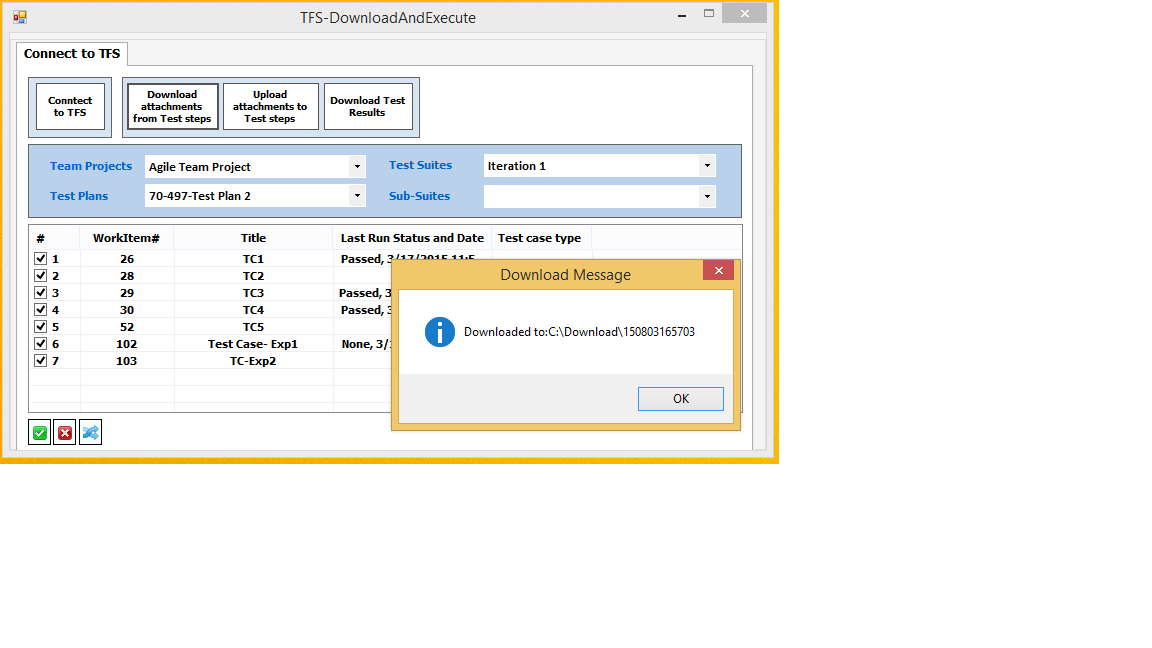 TFS-DownloadAndExecute
Connect to TFS
Conntect
to TFS
Download
attachments
from Test steps
Upload
attachments to
Test steps
Download Test
Results
Team Projects Agile Team Project Test Suites Iteration 1
Test Plans 70-497-Test Plan 2 Sub-Suites
# WorkItem# Title Last Run Status and Date Test case type
1 26 TC1 Passed, 3/17/2015 11:5
2 28 TC2
3 29 TC3 Passed, 3
4 30 TC4 Passed, 3
5 52 TC5
6 102 Test Case- Exp1 None, 3/
7 103 TC-Exp2
Download Message
Downloaded to:C:\Download\150803165703
OK